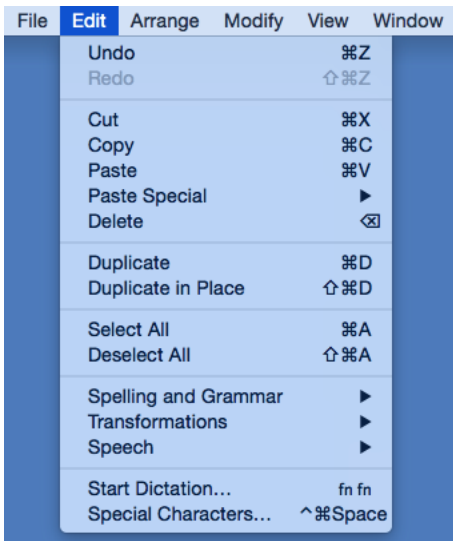 File Edit Arrange Modify View Window
Undo ⌘Z
Redo ⇧⌘Z
Cut ⌘X
Copy ⌘C
Paste ⌘V
Paste Special ▶
Delete ⌫
Duplicate ⌘D
Duplicate in Place ⇧⌘D
Select All ⌘A
Deselect All ⇧⌘A
Spelling and Grammar ▶
Transformations ▶
Speech ▶
Start Dictation... fn fn
Special Characters... ^⌘Space